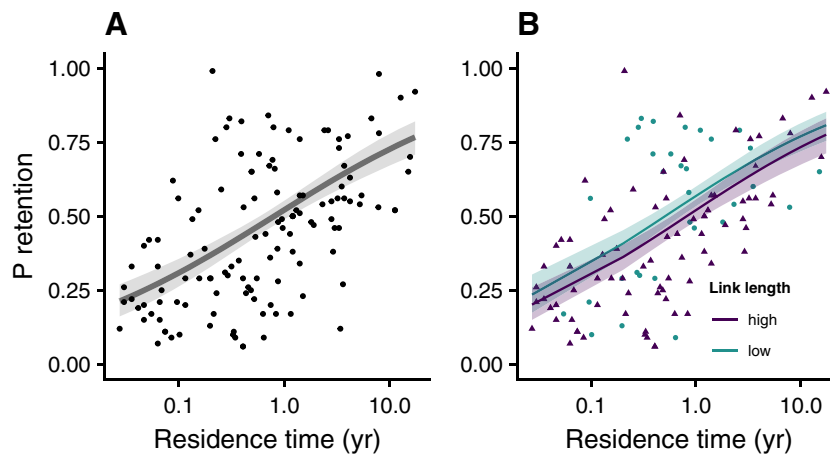 A
P retention
1.00
0.75
0.50
0.25
0.00
0.1
1.0
10.0
Residence time (yr)
B
1.00
0.75
0.50
0.25
0.00
Link length
high
low
0.1
1.0
10.0
Residence time (yr)